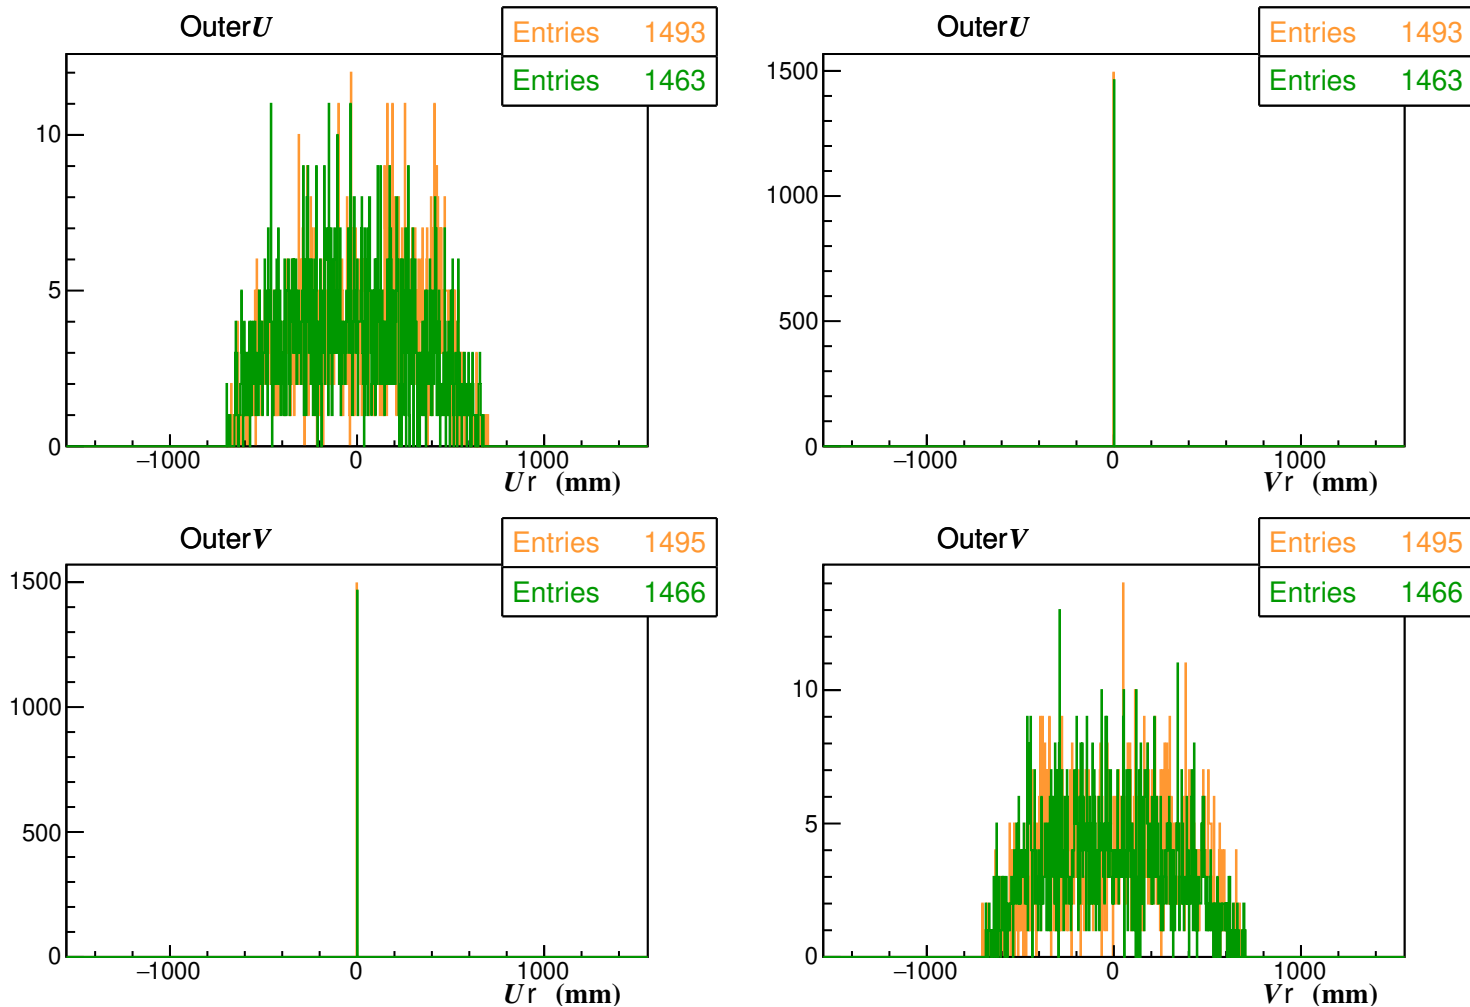 OuterU
Entries 1493
Entries 1463
10
5
0
−1000 0 1000
Ur (mm)
OuterU
Entries 1493
Entries 1463
1500
1000
500
0
−1000 0 1000
Vr (mm)
OuterV
Entries 1495
Entries 1466
1500
1000
500
0
−1000 0 1000
Ur (mm)
OuterV
Entries 1495
Entries 1466
10
5
0
−1000 0 1000
Vr (mm)